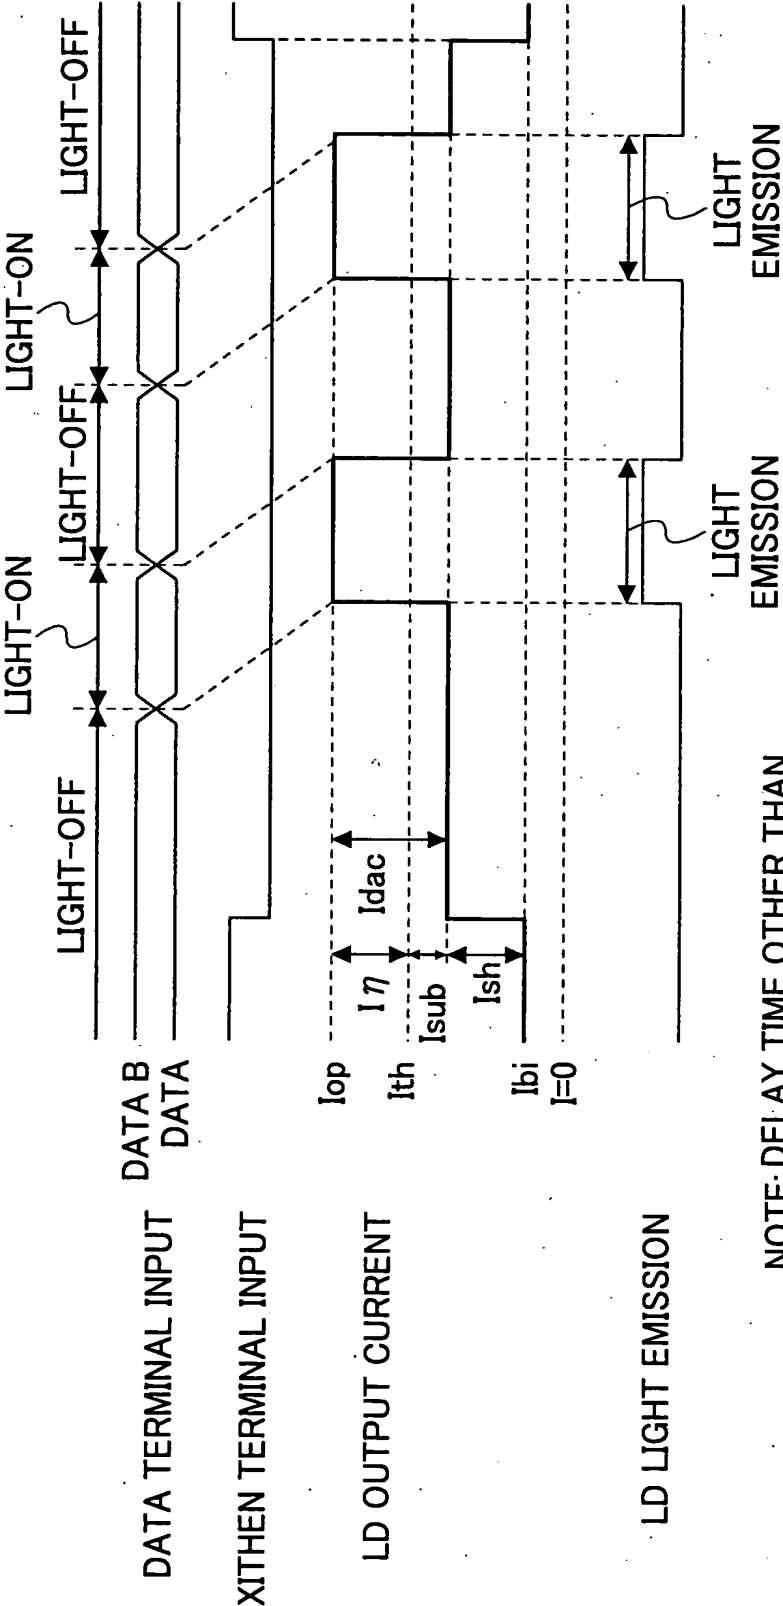 LIGHT-OFF
LIGHT-ON
LIGHT-OFF
LIGHT-ON
LIGHT-OFF
DATA TERMINAL INPUT
DATA B
DATA
XITHEN TERMINAL INPUT
LD OUTPUT CURRENT
Iop
Ith
Ibi
I=0
Iη
Isub
Ish
Idac
LD LIGHT EMISSION
LIGHT
EMISSION
LIGHT
EMISSION
NOTE: DELAY TIME OTHER THAN